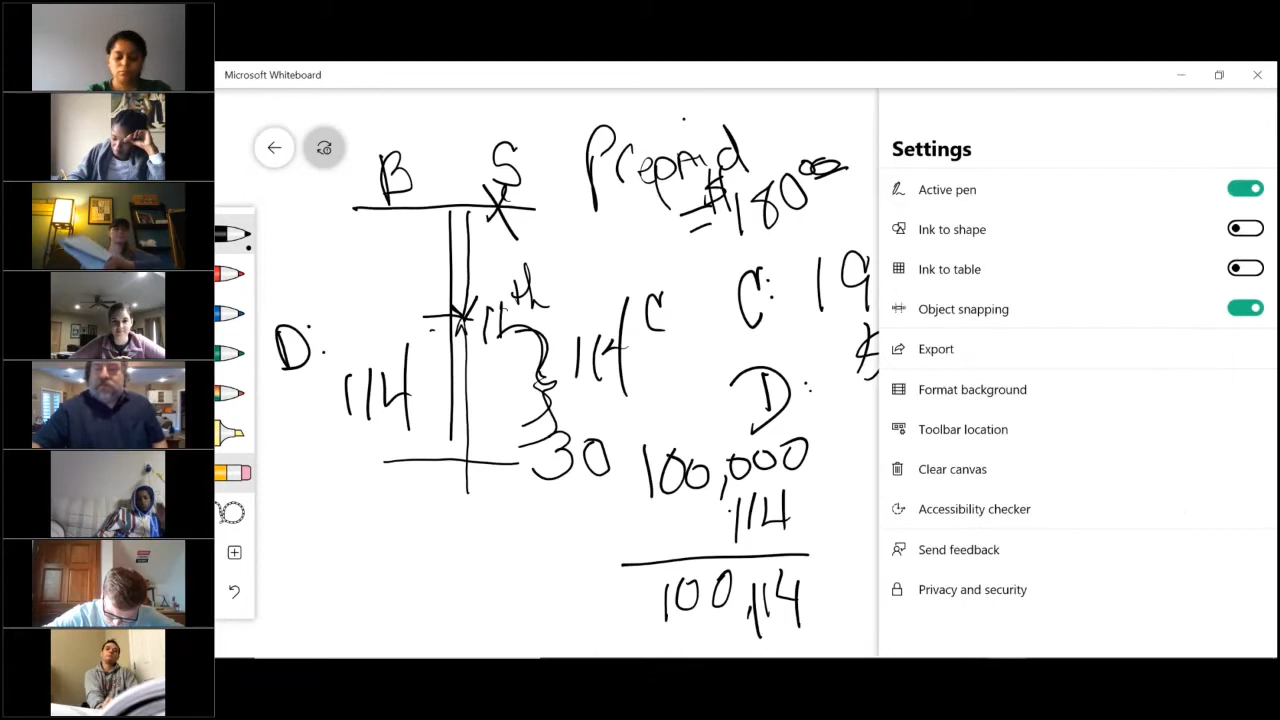 Microsoft Whiteboard
B S Prepaid
$180.00
11th
114 C
C: 19
D:
114
30
D:
100,000
114
100,114
Settings
Active pen
Ink to shape
Ink to table
Object snapping
Export
Format background
Toolbar location
Clear canvas
Accessibility checker
Send feedback
Privacy and security